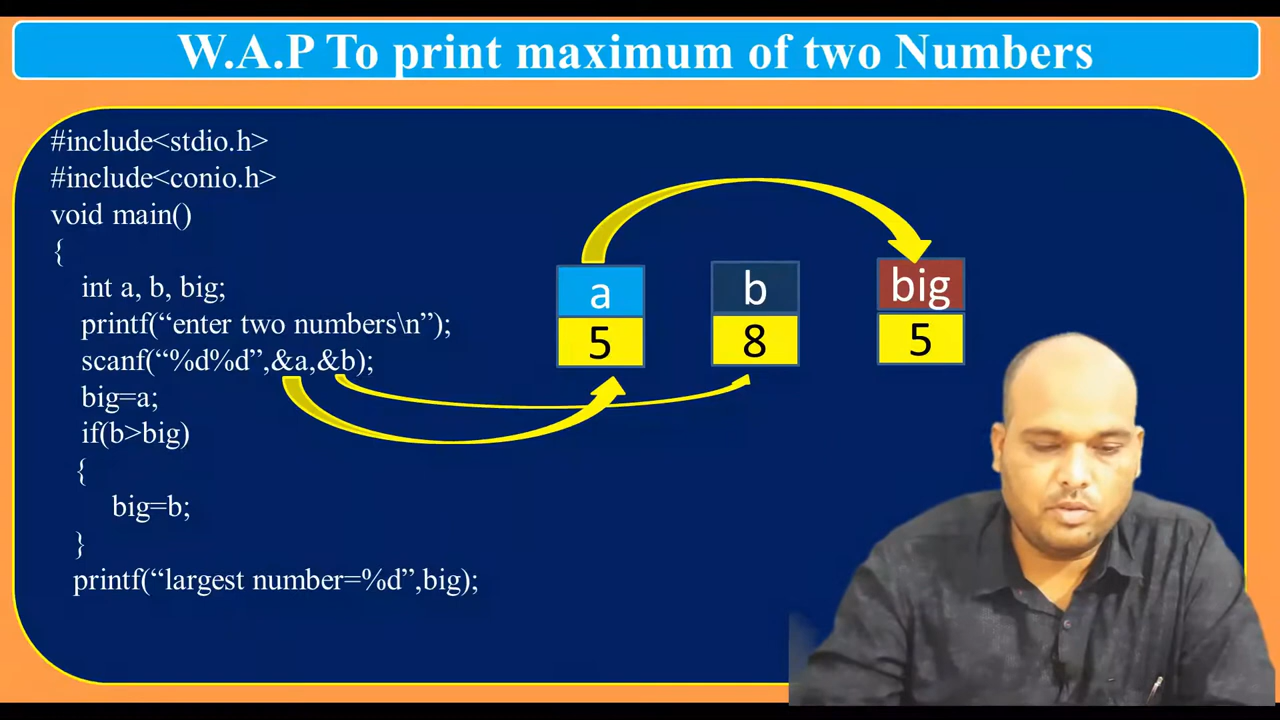 W.A.P To print maximum of two Numbers
#include<stdio.h>
#include<conio.h>
void main()
{
int a, b, big;
printf(“enter two numbers\n”);
scanf(“%d%d”,&a,&b);
big=a;
if(b>big)
{
big=b;
}
printf(“largest number=%d”,big);
a b big
5 8 5